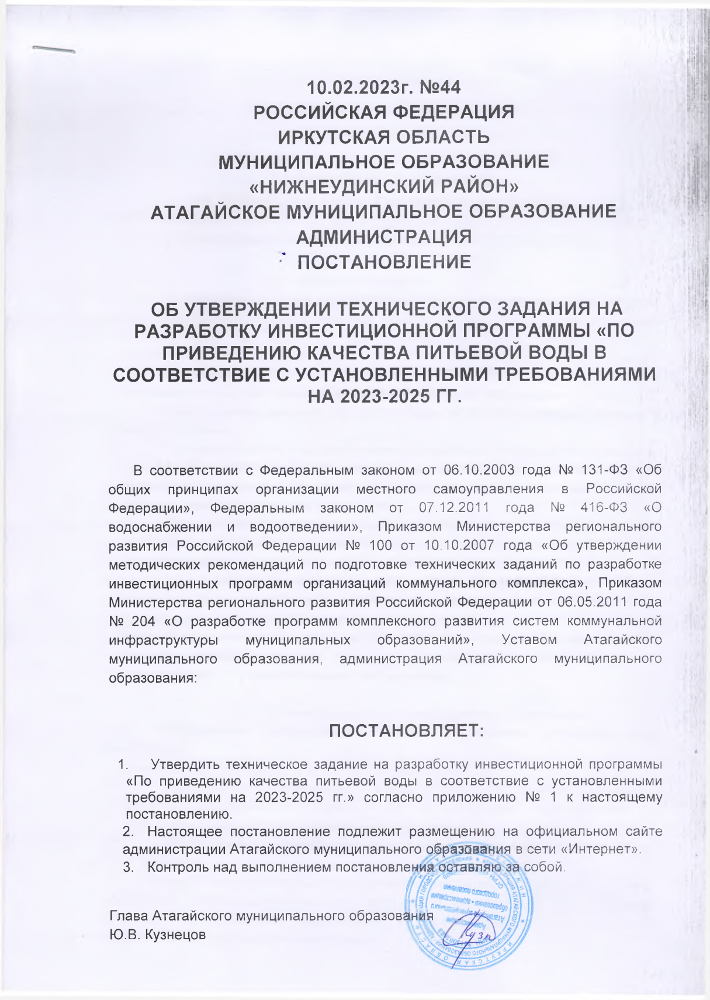 10.02.2023г. №44
РОССИЙСКАЯ ФЕДЕРАЦИЯ
ИРКУТСКАЯ ОБЛАСТЬ
МУНИЦИПАЛЬНОЕ ОБРАЗОВАНИЕ
«НИЖНЕУДИНСКИЙ РАЙОН»
АТАГАЙСКОЕ МУНИЦИПАЛЬНОЕ ОБРАЗОВАНИЕ
АДМИНИСТРАЦИЯ
ПОСТАНОВЛЕНИЕ
ОБ УТВЕРЖДЕНИИ ТЕХНИЧЕСКОГО ЗАДАНИЯ НА
РАЗРАБОТКУ ИНВЕСТИЦИОННОЙ ПРОГРАММЫ «ПО
ПРИВЕДЕНИЮ КАЧЕСТВА ПИТЬЕВОЙ ВОДЫ В
СООТВЕТСТВИЕ С УСТАНОВЛЕННЫМИ ТРЕБОВАНИЯМИ
НА 2023-2025 ГГ.
В соответствии с Федеральным законом от 06.10.2003 года № 131-ФЗ «Об
общих принципах организации местного самоуправления в Российской
Федерации», Федеральным законом от 07.12.2011 года № 416-ФЗ «О
водоснабжении и водоотведении», Приказом Министерства регионального
развития Российской Федерации № 100 от 10.10.2007 года «Об утверждении
методических рекомендаций по подготовке технических заданий по разработке
инвестиционных программ организаций коммунального комплекса», Приказом
Министерства регионального развития Российской Федерации от 06.05.2011 года
№ 204 «О разработке программ комплексного развития систем коммунальной
инфраструктуры муниципальных образований», Уставом Атагайского
муниципального образования, администрация Атагайского муниципального
образования:
ПОСТАНОВЛЯЕТ:
1. Утвердить техническое задание на разработку инвестиционной программы
«По приведению качества питьевой воды в соответствие с установленными
требованиями на 2023-2025 гг.» согласно приложению № 1 к настоящему
постановлению.
2. Настоящее постановление подлежит размещению на официальном сайте
администрации Атагайского муниципального образования в сети «Интернет».
3. Контроль над выполнением постановления оставляю за собой.
Глава Атагайского муниципального образования
Ю.В. Кузнецов
Администрация
Атагайского муниципального
образования - администрация
городского поселения
ИРКУТСКАЯ ОБЛАСТЬ